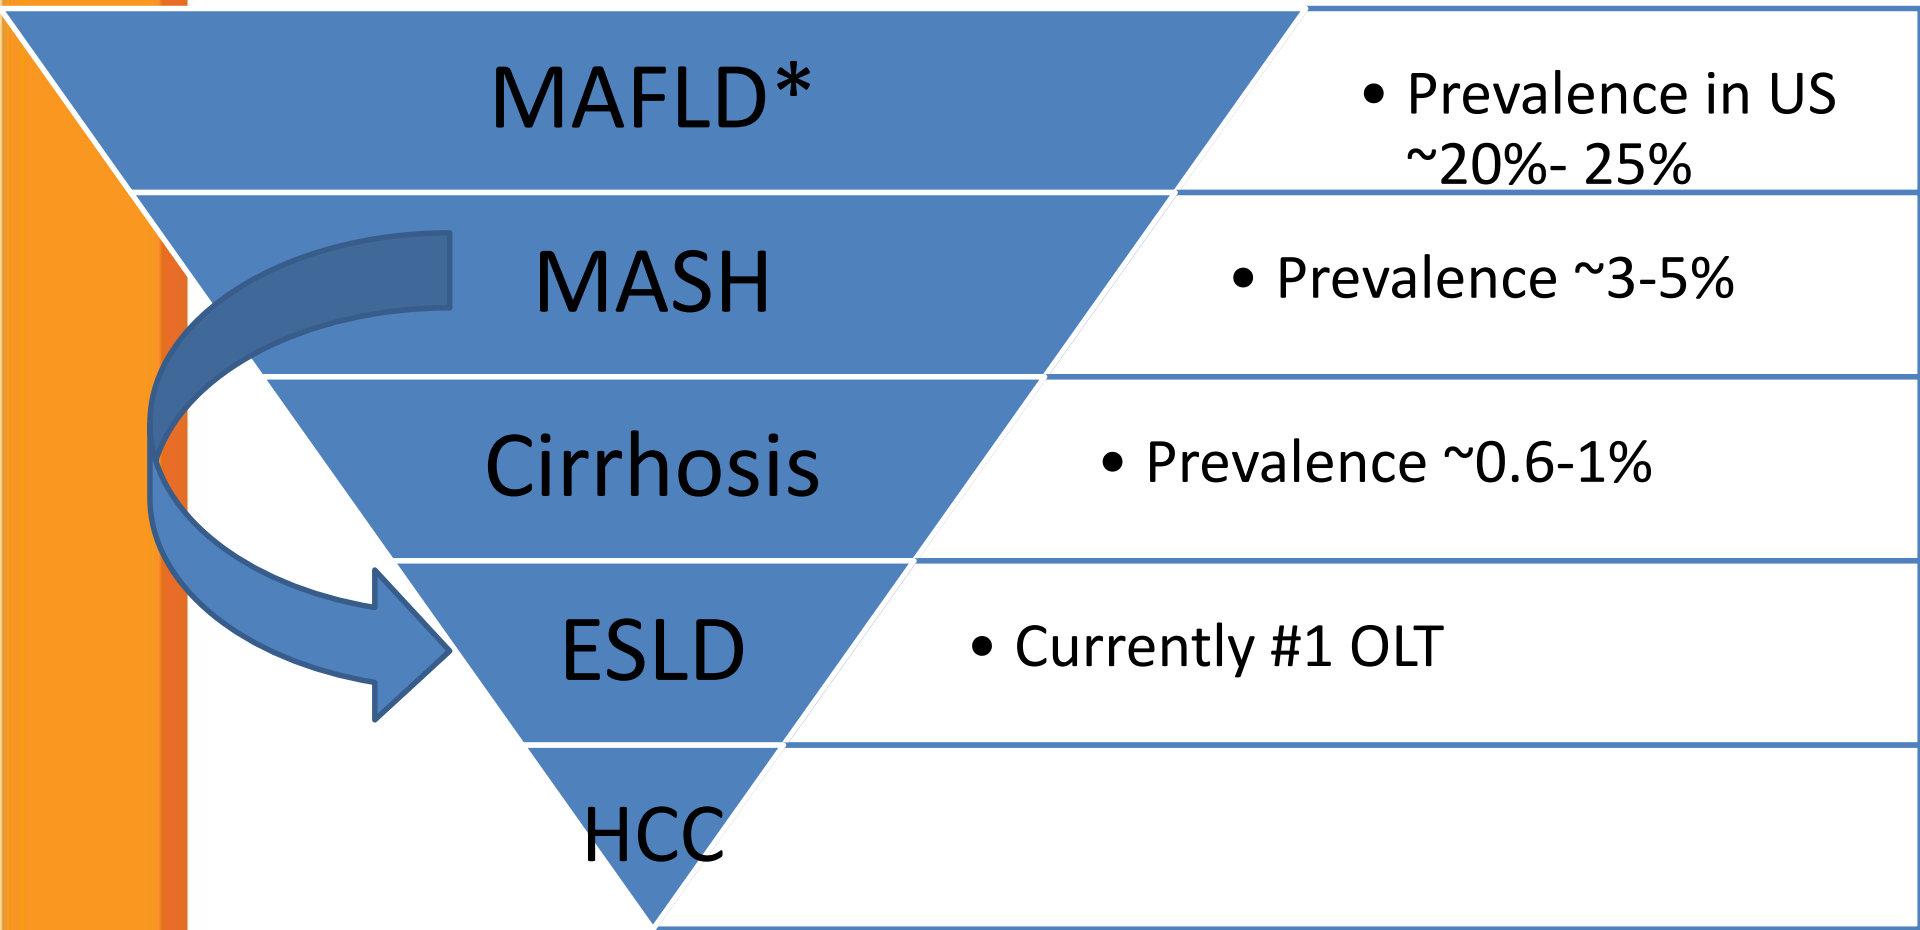 MAFLD*
• Prevalence in US
~20%- 25%
MASH
• Prevalence ~3-5%
Cirrhosis
• Prevalence ~0.6-1%
ESLD
• Currently #1 OLT
HCC